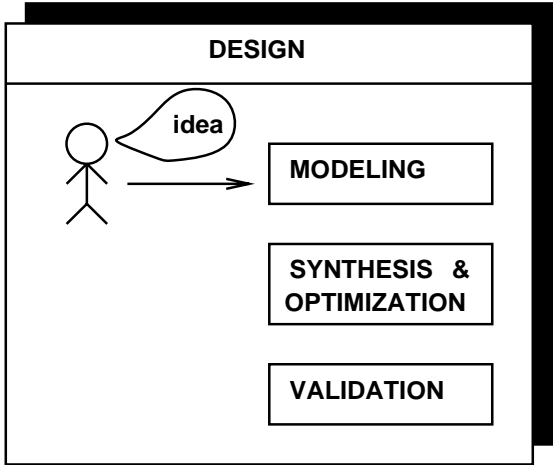 DESIGN
idea
MODELING
SYNTHESIS &
OPTIMIZATION
VALIDATION